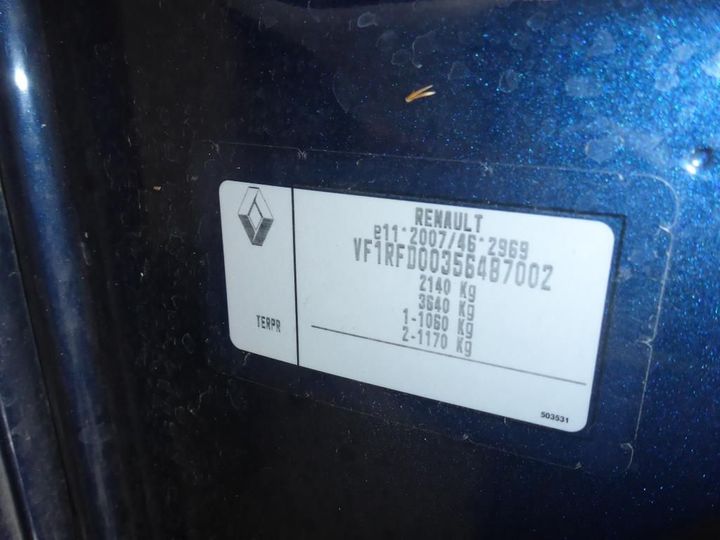 RENAULT
e11*2007/46*2969
VF1RFD00356487002
2140 Kg
3640 Kg
1-1060 Kg
2-1170 Kg
TERPR
503531